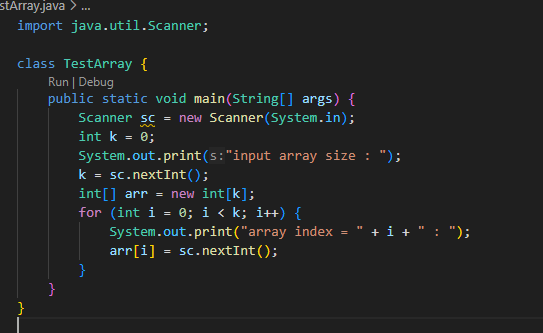 stArray.java > ...
import java.util.Scanner;
class TestArray {
Run | Debug
public static void main(String[] args) {
Scanner sc = new Scanner(System.in);
int k = 0;
System.out.print(s:"input array size : ");
k = sc.nextInt();
int[] arr = new int[k];
for (int i = 0; i < k; i++) {
System.out.print("array index = " + i + " : ");
arr[i] = sc.nextInt();
}
}
}